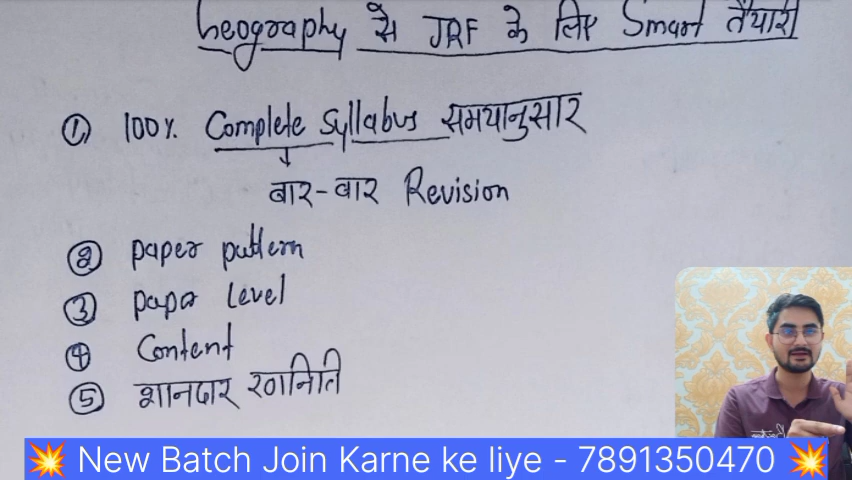 Geography से JRF के लिए Smart तैयारी
① 100% Complete Syllabus समयानुसार
↓
बार-बार Revision
② paper pattern
③ papar level
④ Content
⑤ शानदार रणनिति
💥 New Batch Join Karne ke liye - 7891350470 💥